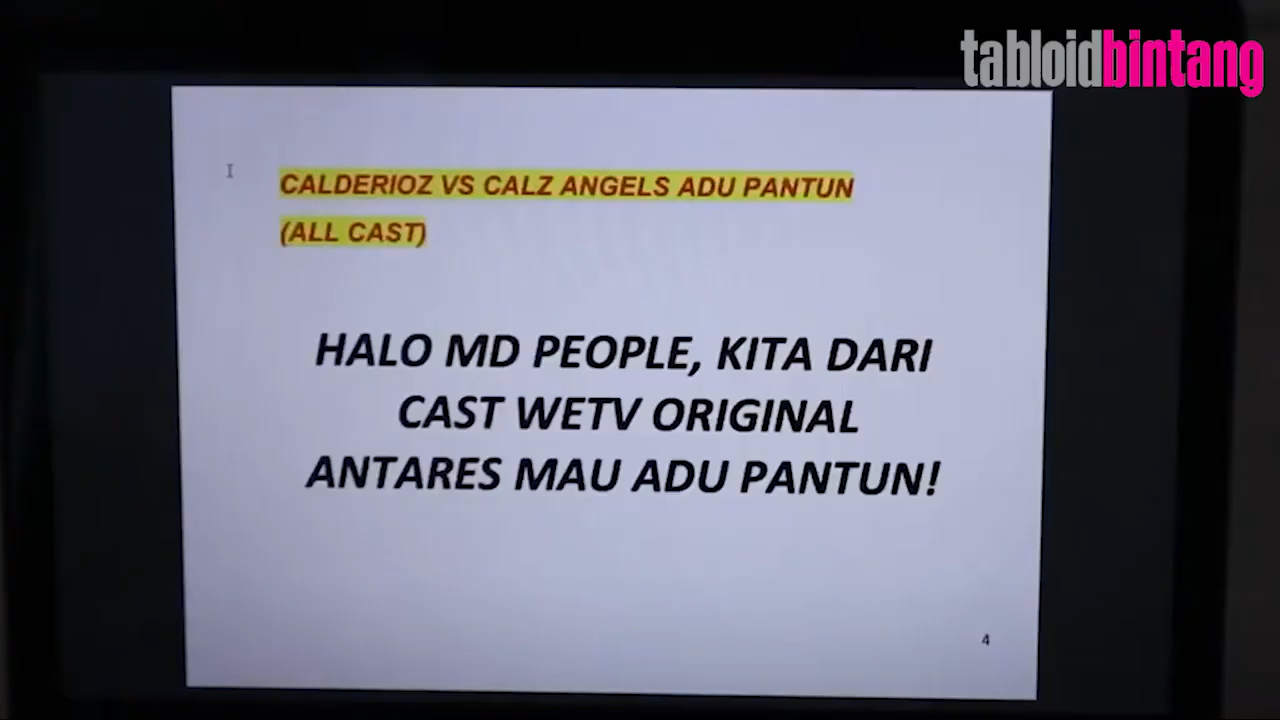 tabloidbintang
CALDERIOZ VS CALZ ANGELS ADU PANTUN
(ALL CAST)
HALO MD PEOPLE, KITA DARI
CAST WETV ORIGINAL
ANTARES MAU ADU PANTUN!
4